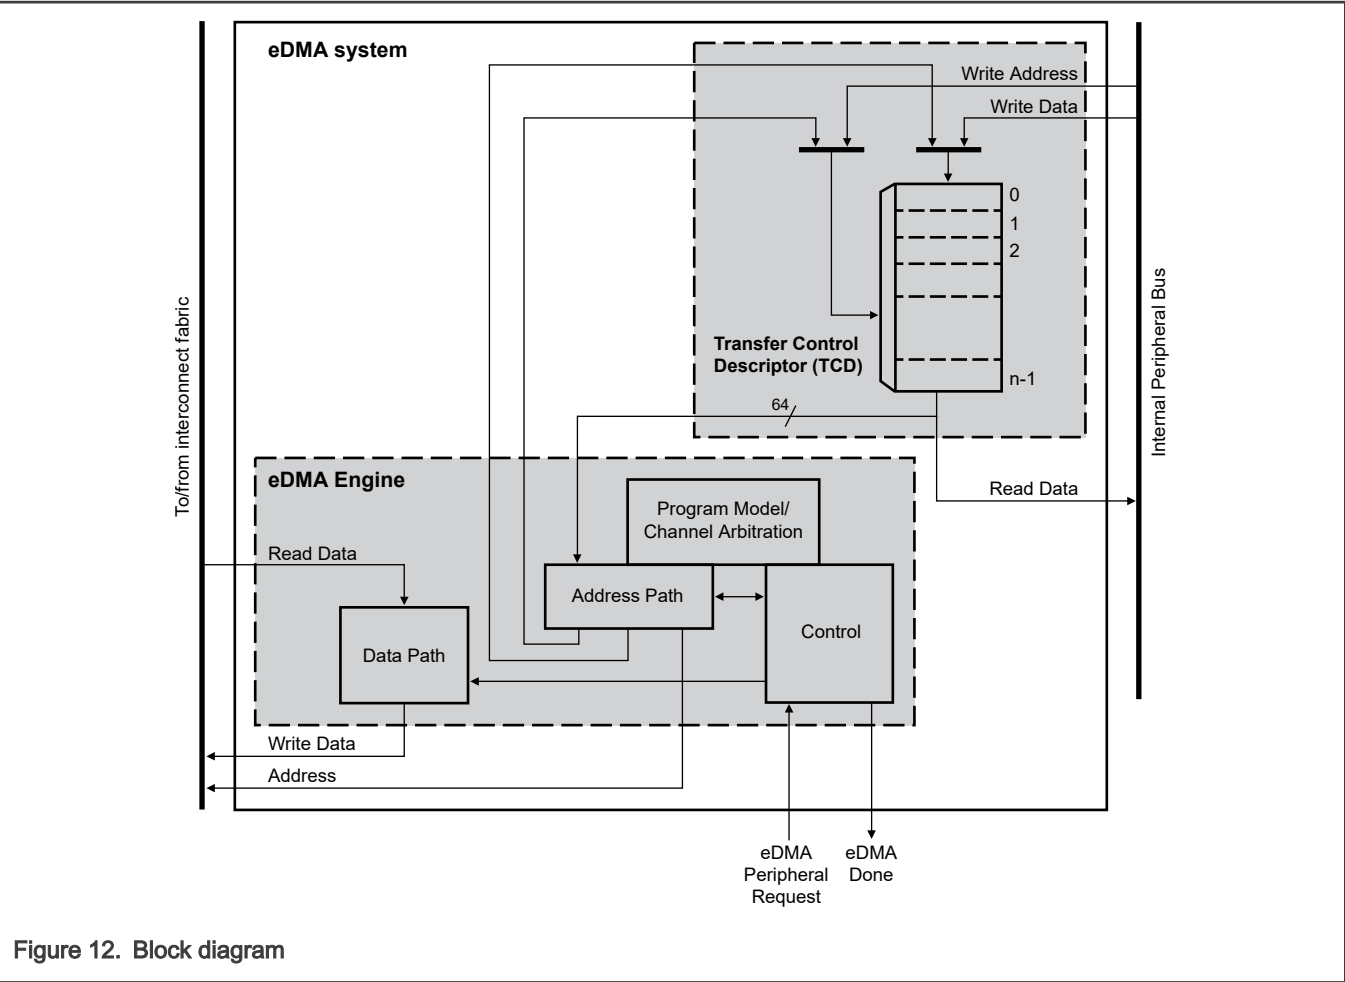 eDMA system
Write Address
Write Data
0
1
2
n-1
Transfer Control
Descriptor (TCD)
64
To/from interconnect fabric
Internal Peripheral Bus
eDMA Engine
Read Data
Program Model/
Channel Arbitration
Read Data
Address Path
Control
Data Path
Write Data
Address
eDMA
Peripheral
Request
eDMA
Done
Figure 12. Block diagram